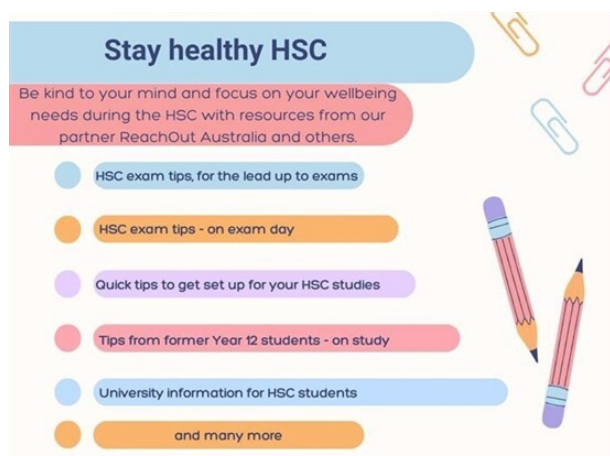 Stay healthy HSC
Be kind to your mind and focus on your wellbeing
needs during the HSC with resources from our
partner ReachOut Australia and others.
HSC exam tips, for the lead up to exams
HSC exam tips - on exam day
Quick tips to get set up for your HSC studies
Tips from former Year 12 students - on study
University information for HSC students
and many more